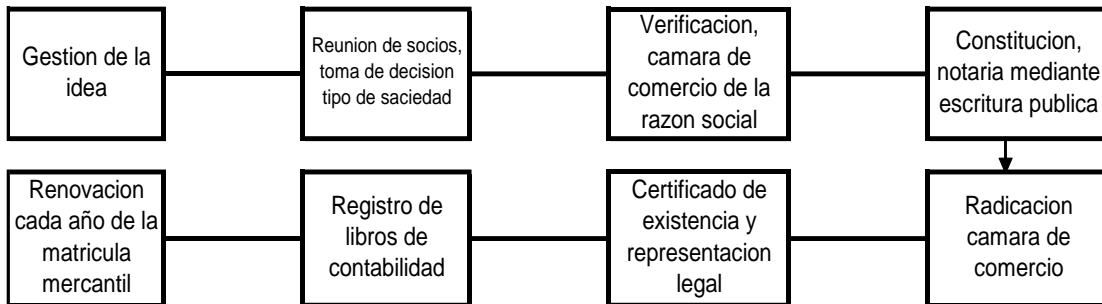 Gestion de la
idea
Reunion de socios,
toma de decision
tipo de saciedad
Verificacion,
camara de
comercio de la
razon social
Constitucion,
notaria mediante
escritura publica
Radicacion
camara de
comercio
Certificado de
existencia y
representacion
legal
Registro de
libros de
contabilidad
Renovacion
cada año de la
matricula
mercantil